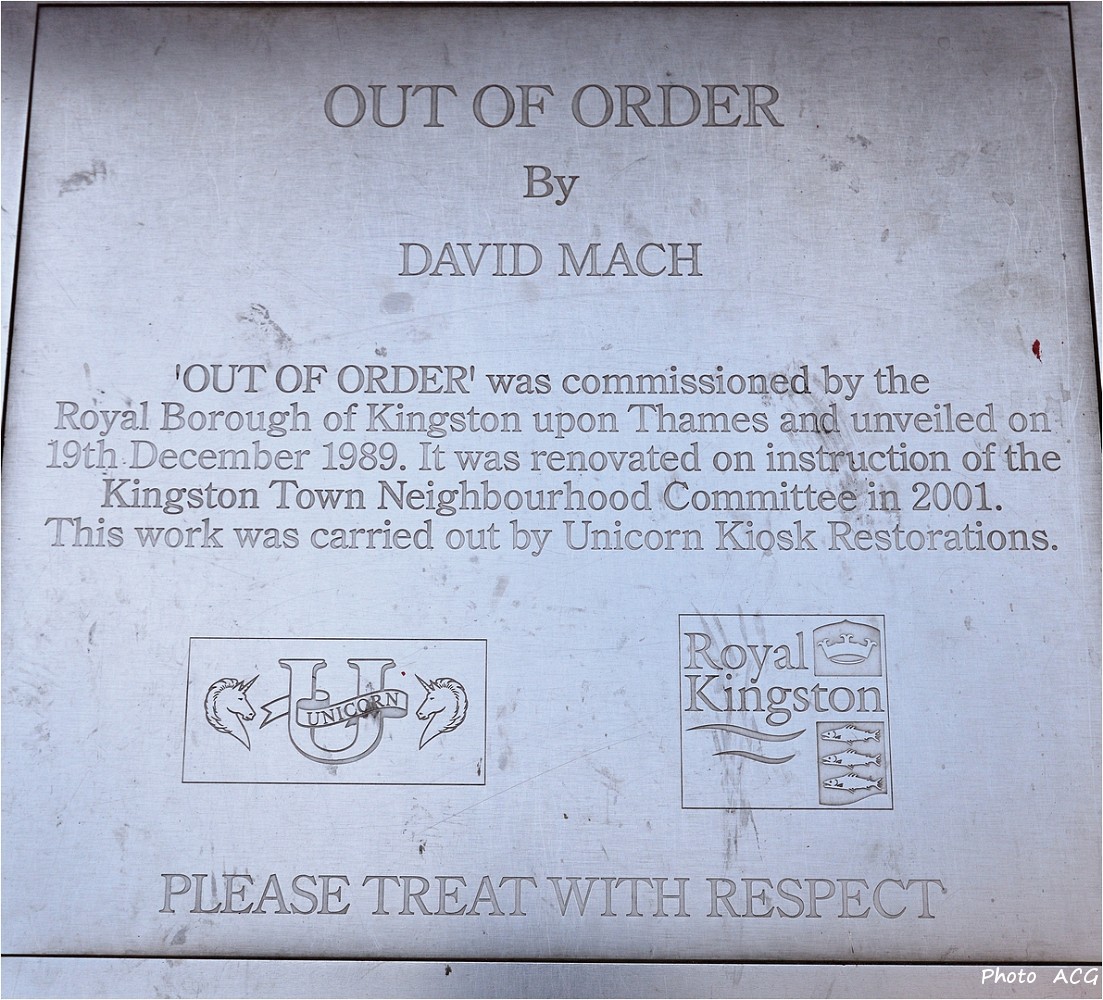 OUT OF ORDER
By
DAVID MACH
'OUT OF ORDER' was commissioned by the
Royal Borough of Kingston upon Thames and unveiled on
19th December 1989. It was renovated on instruction of the
Kingston Town Neighbourhood Committee in 2001.
This work was carried out by Unicorn Kiosk Restorations.
U
UNICORN
Royal
Kingston
PLEASE TREAT WITH RESPECT
Photo ACG